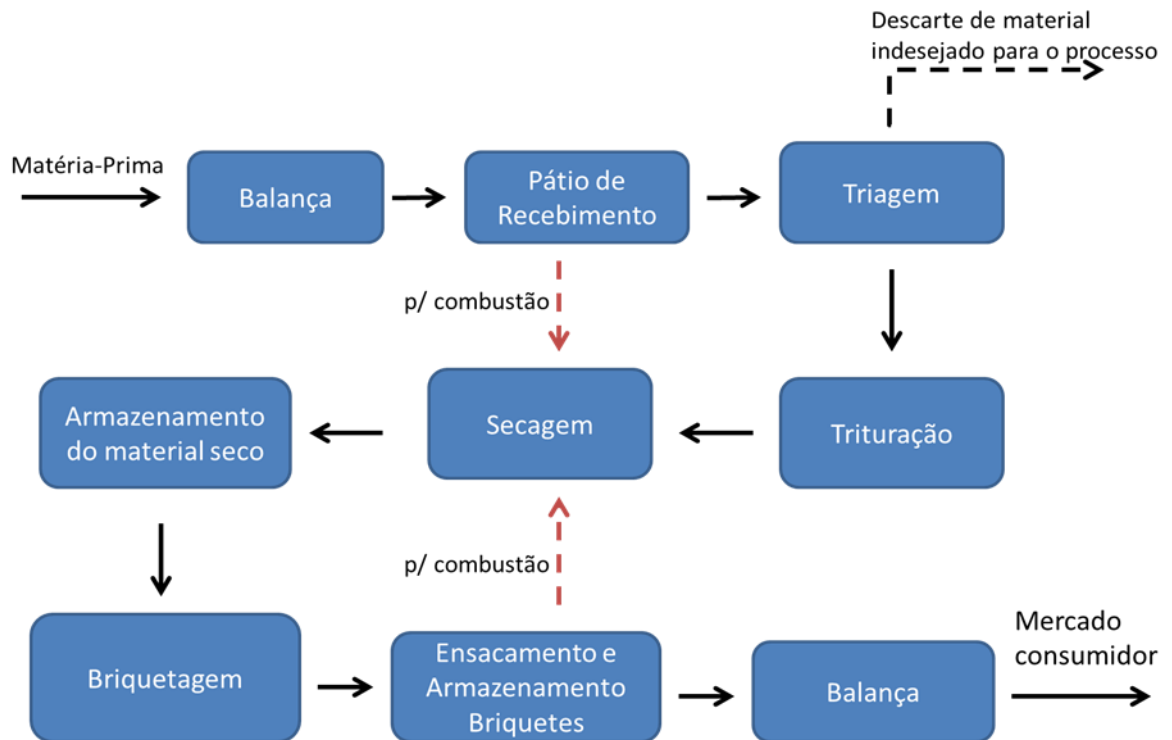 Descarte de material
indesejado para o processo
Matéria-Prima
Balança
Pátio de
Recebimento
Triagem
p/ combustão
Armazenamento
do material seco
Secagem
Trituração
p/ combustão
Briquetagem
Ensacamento e
Armazenamento
Briquetes
Balança
Mercado
consumidor